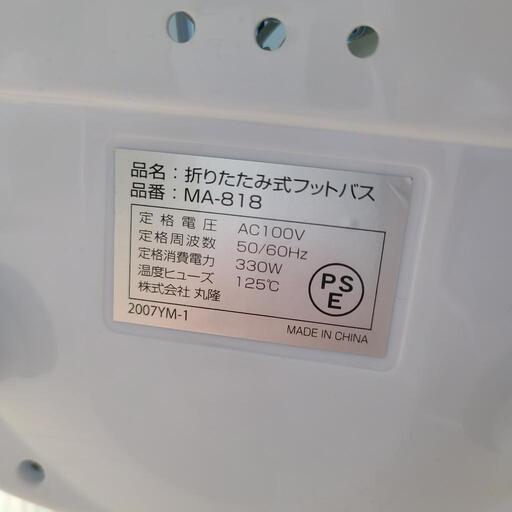 品名：折りたたみ式フットバス
品番：MA-818
定格電圧 AC100V
定格周波数 50/60Hz
定格消費電力 330W
温度ヒューズ 125℃
株式会社 丸隆
PS
E
2007YM-1
MADE IN CHINA